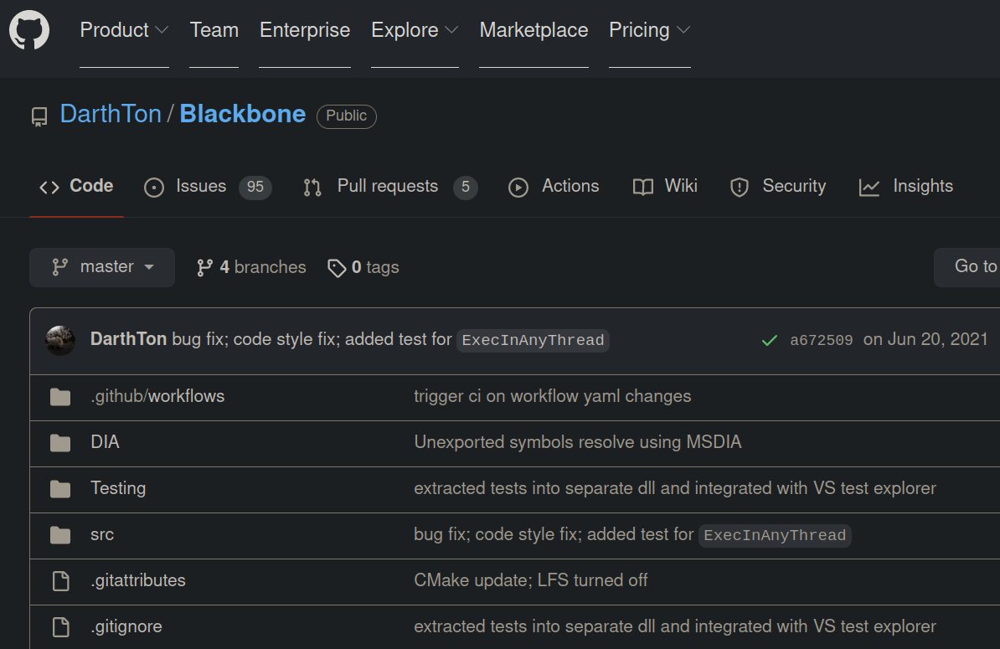 Product Team Enterprise Explore Marketplace Pricing
DarthTon / Blackbone Public
Code Issues 95 Pull requests 5 Actions Wiki Security Insights
master 4 branches 0 tags Go to
DarthTon bug fix; code style fix; added test for ExecInAnyThread a672509 on Jun 20, 2021
.github/workflows trigger ci on workflow yaml changes
DIA Unexported symbols resolve using MSDIA
Testing extracted tests into separate dll and integrated with VS test explorer
src bug fix; code style fix; added test for ExecInAnyThread
.gitattributes CMake update; LFS turned off
.gitignore extracted tests into separate dll and integrated with VS test explorer